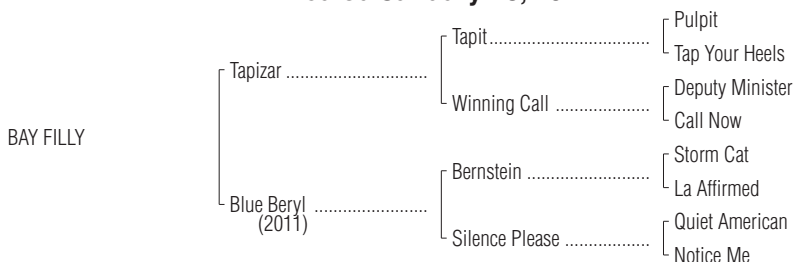 Pulpit
Tapit
Tap Your Heels
Tapizar
Deputy Minister
Winning Call
Call Now
BAY FILLY
Storm Cat
Bernstein
La Affirmed
Blue Beryl
(2011)
Quiet American
Silence Please
Notice Me